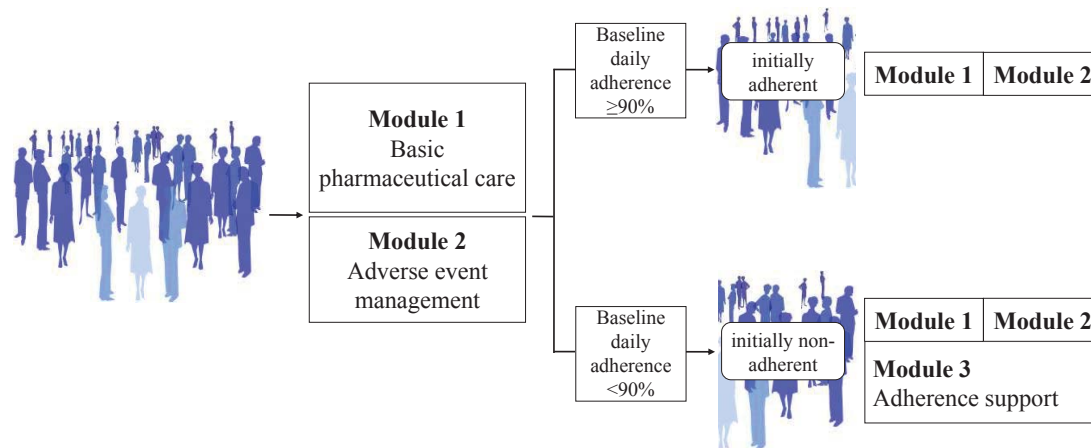 Module 1
Basic
pharmaceutical care
Module 2
Adverse event
management
Baseline
daily
adherence
≥90%
initially
adherent
Module 1 Module 2
Baseline
daily
adherence
<90%
initially non-
adherent
Module 1 Module 2
Module 3
Adherence support